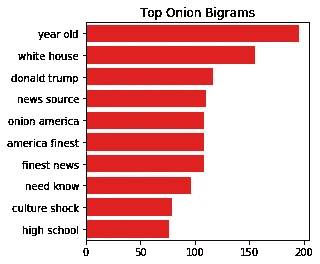 Top Onion Bigrams
year old
white house
donald trump
news source
onion america
america finest
finest news
need know
culture shock
high school
0 50 100 150 200